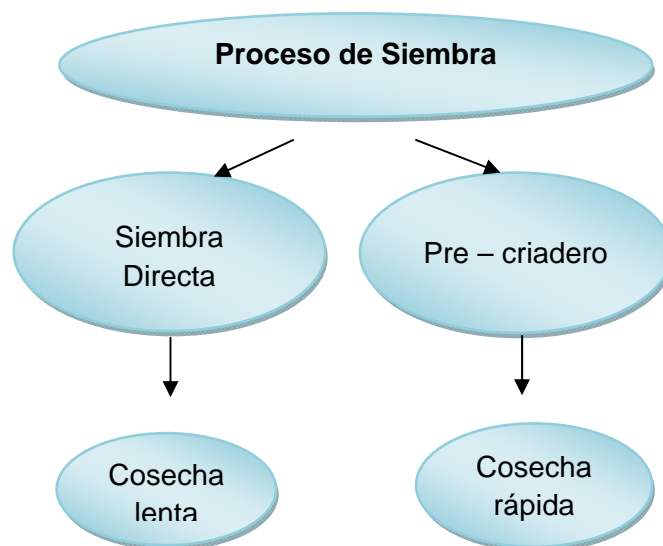 Proceso de Siembra
Siembra
Directa
Pre – criadero
Cosecha
lenta
Cosecha
rápida